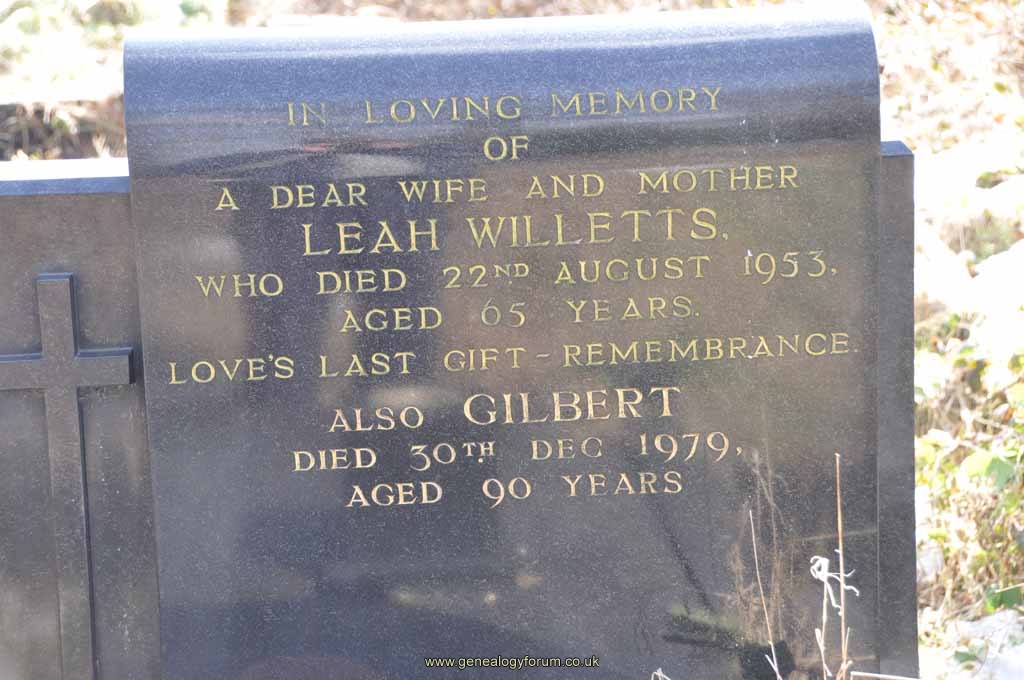 IN LOVING MEMORY
OF
A DEAR WIFE AND MOTHER
LEAH WILLETTS,
WHO DIED 22ND AUGUST 1953,
AGED 65 YEARS.
LOVE'S LAST GIFT - REMEMBRANCE.
ALSO GILBERT
DIED 30TH DEC 1979,
AGED 90 YEARS
www.genealogyforum.co.uk